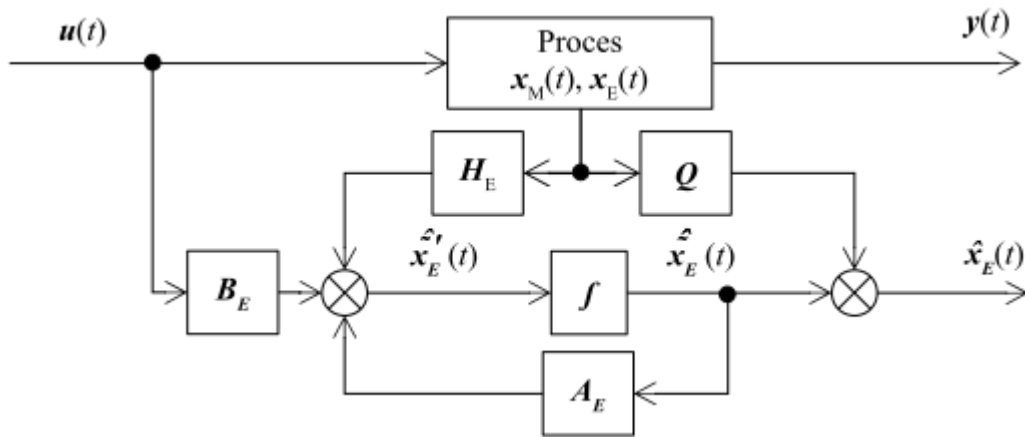 u(t)
Proces
x_M(t), x_E(t)
y(t)
H_E
Q
x̂̃'_E(t)
x̂̃_E(t)
x̂_E(t)
B_E
f
A_E